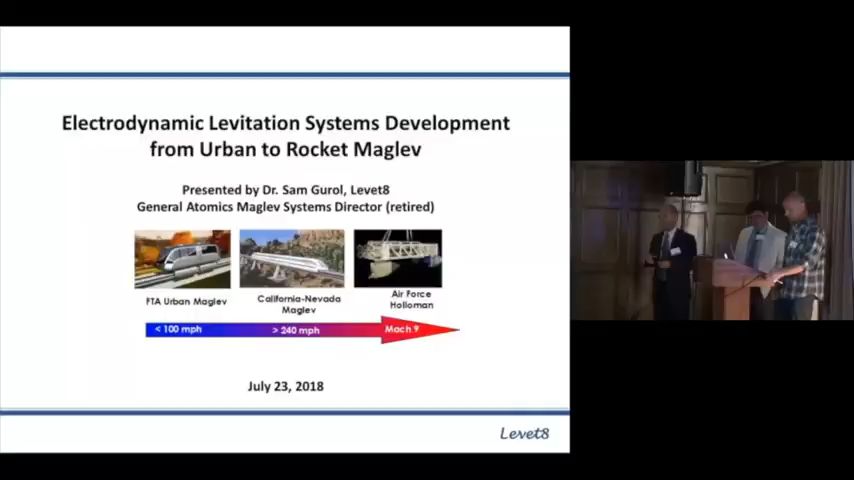 Electrodynamic Levitation Systems Development
from Urban to Rocket Maglev
Presented by Dr. Sam Gurol, Levet8
General Atomics Maglev Systems Director (retired)
FTA Urban Maglev
California-Nevada
Maglev
Air Force
Holloman
< 100 mph
> 240 mph
Mach 9
July 23, 2018
Levet8